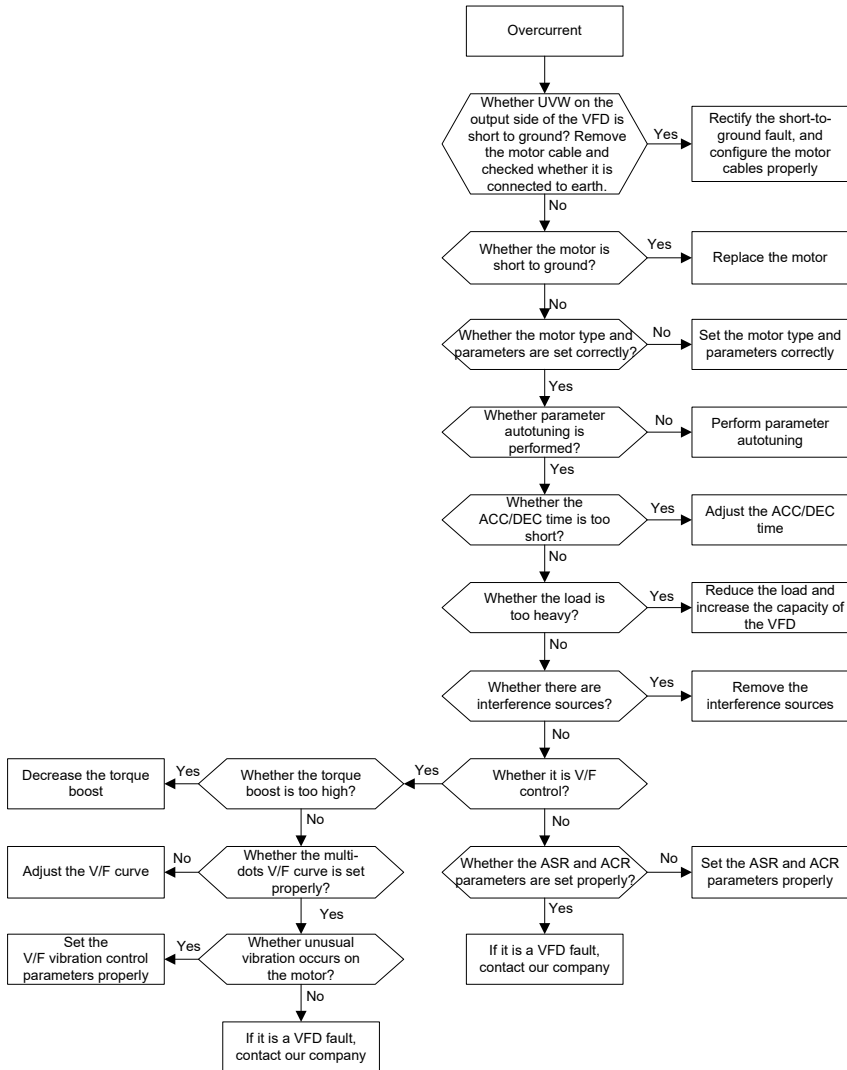 Overcurrent
Whether UVW on the
output side of the VFD is
short to ground? Remove
the motor cable and
checked whether it is
connected to earth.
Yes
Rectify the short-to-
ground fault, and
configure the motor
cables properly
No
Whether the motor is
short to ground?
Yes
Replace the motor
No
Whether the motor type and
parameters are set correctly?
No
Set the motor type and
parameters correctly
Yes
Whether parameter
autotuning is
performed?
No
Perform parameter
autotuning
Yes
Whether the
ACC/DEC time is too
short?
Yes
Adjust the ACC/DEC
time
No
Whether the load is
too heavy?
Yes
Reduce the load and
increase the capacity of
the VFD
No
Whether there are
interference sources?
Yes
Remove the
interference sources
No
Whether it is V/F
control?
Yes
Whether the torque
boost is too high?
Yes
Decrease the torque
boost
No
Whether the multi-
dots V/F curve is set
properly?
No
Adjust the V/F curve
Yes
Whether unusual
vibration occurs on
the motor?
Yes
Set the
V/F vibration control
parameters properly
No
If it is a VFD fault,
contact our company
No
Whether the ASR and ACR
parameters are set properly?
No
Set the ASR and ACR
parameters properly
Yes
If it is a VFD fault,
contact our company